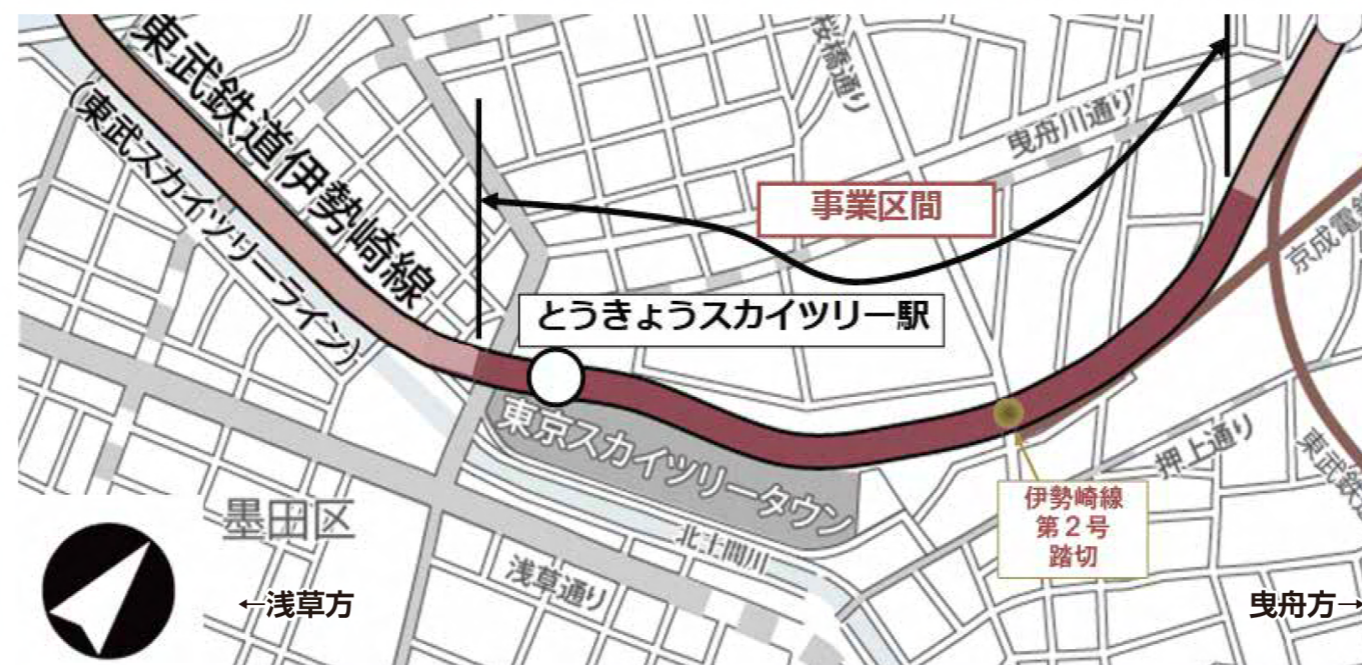 東武鉄道伊勢崎線
(東武スカイツリーライン)
桜橋通り
曳舟川通り
事業区間
京成電鉄
とうきょうスカイツリー駅
東京スカイツリータウン
押上通り
東武鉄道
伊勢崎線
第2号
踏切
墨田区
北十間川
浅草通り
←浅草方
曳舟方→